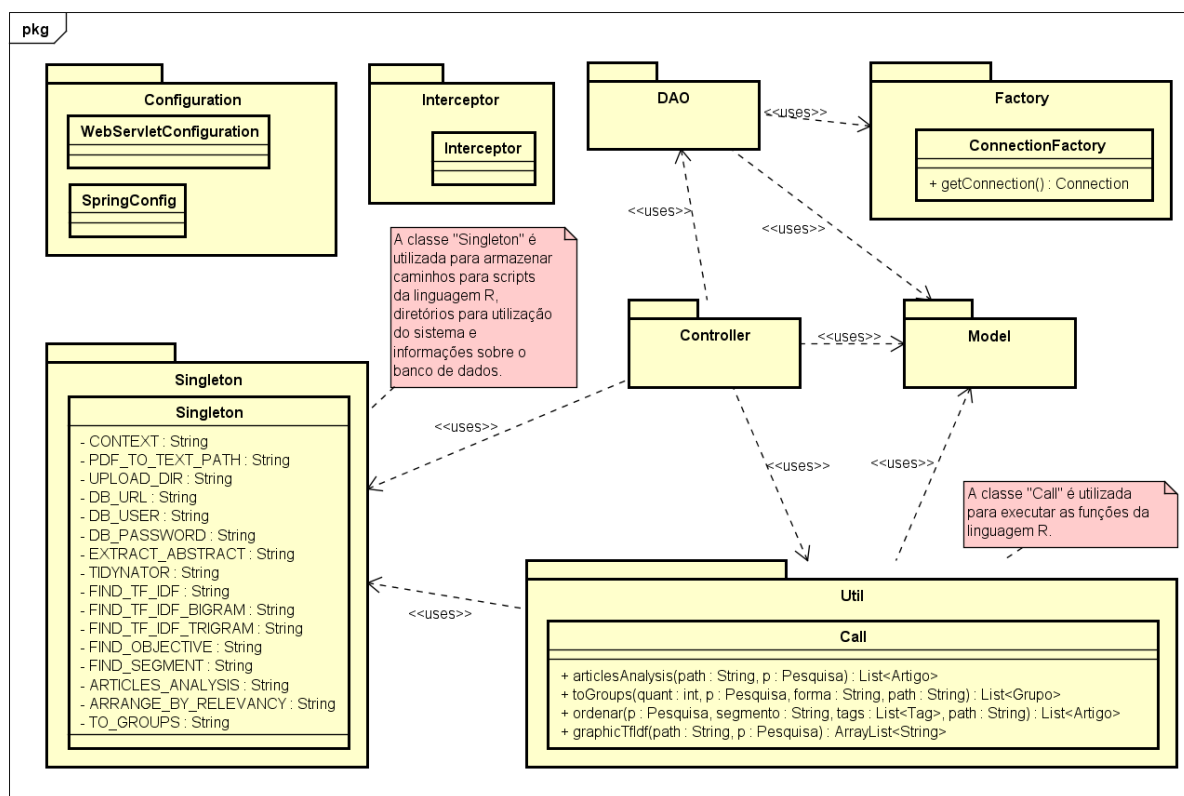 pkg
Configuration
WebServletConfiguration
SpringConfig
Interceptor
Interceptor
DAO
<<uses>>
Factory
ConnectionFactory
+ getConnection() : Connection
<<uses>>
<<uses>>
A classe "Singleton" é
utilizada para armazenar
caminhos para scripts
da linguagem R,
diretórios para utilização
do sistema e
informações sobre o
banco de dados.
Controller
<<uses>>
Model
Singleton
Singleton
- CONTEXT : String
- PDF_TO_TEXT_PATH : String
- UPLOAD_DIR : String
- DB_URL : String
- DB_USER : String
- DB_PASSWORD : String
- EXTRACT_ABSTRACT : String
- TIDYNATOR : String
- FIND_TF_IDF : String
- FIND_TF_IDF_BIGRAM : String
- FIND_TF_IDF_TRIGRAM : String
- FIND_OBJECTIVE : String
- FIND_SEGMENT : String
- ARTICLES_ANALYSIS : String
- ARRANGE_BY_RELEVANCY : String
- TO_GROUPS : String
<<uses>>
<<uses>>
<<uses>>
A classe "Call" é utilizada
para executar as funções da
linguagem R.
<<uses>>
Util
Call
+ articlesAnalysis(path : String, p : Pesquisa) : List<Artigo>
+ toGroups(quant : int, p : Pesquisa, forma : String, path : String) : List<Grupo>
+ ordenar(p : Pesquisa, segmento : String, tags : List<Tag>, path : String) : List<Artigo>
+ graphicTfIdf(path : String, p : Pesquisa) : ArrayList<String>